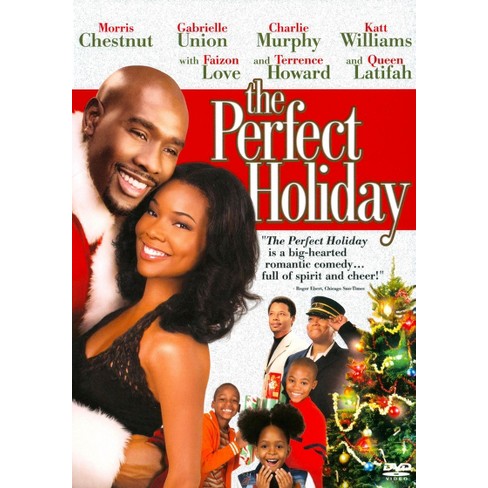 Morris Chestnut
Gabrielle Union
Charlie Murphy
Katt Williams
with Faizon Love
and Terrence Howard
and Queen Latifah
the
Perfect
Holiday
"The Perfect Holiday
is a big-hearted
romantic comedy...
full of spirit and cheer!"
- Roger Ebert, Chicago Sun-Times
DVD
VIDEO